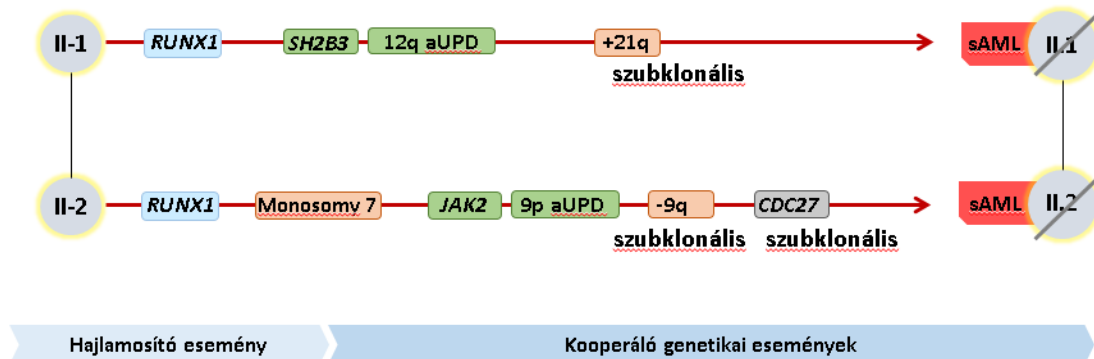 II-1 RUNX1 SH2B3 12q aUPD +21q sAML II.1
szubklonális
II-2 RUNX1 Monosomy 7 JAK2 9p aUPD -9q CDC27 sAML II.2
szubklonális szubklonális
Hajlamosító esemény Kooperáló genetikai események